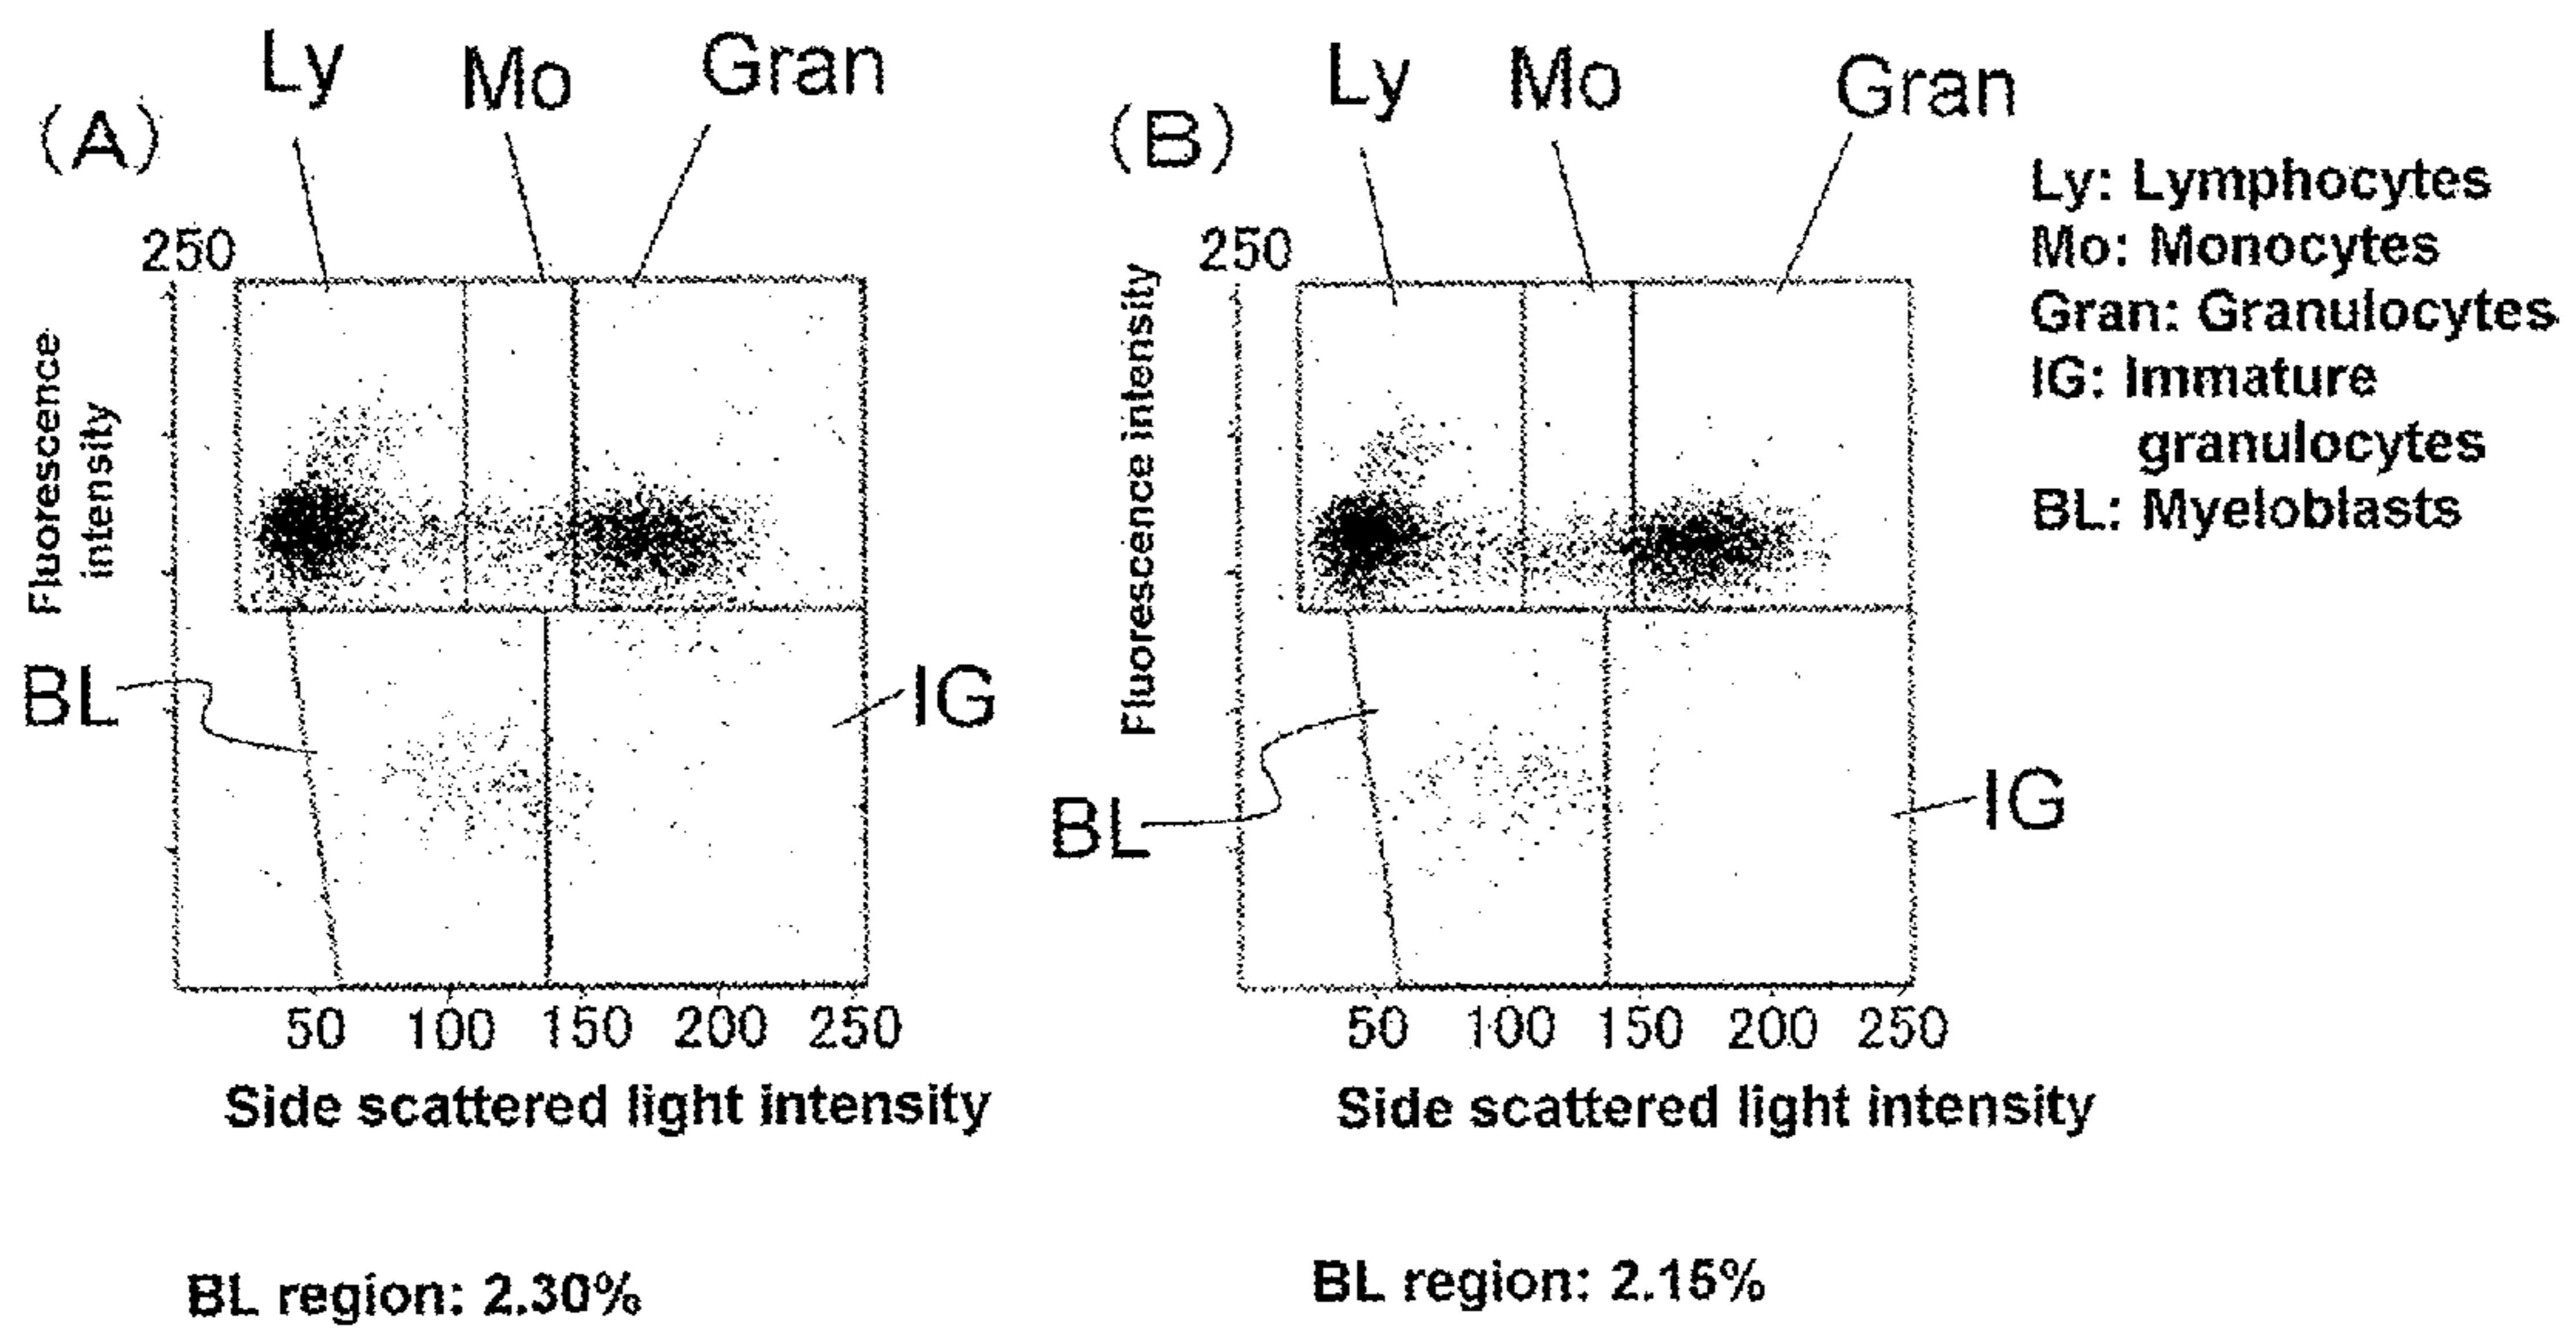 (A)
Ly
Mo
Gran
250
Fluorescence
intensity
BL
IG
50 100 150 200 250
Side scattered light intensity
BL region: 2.30%
(B)
Ly
Mo
Gran
250
Fluorescence intensity
BL
IG
50 100 150 200 250
Side scattered light intensity
BL region: 2.15%
Ly: Lymphocytes
Mo: Monocytes
Gran: Granulocytes
IG: Immature
granulocytes
BL: Myeloblasts